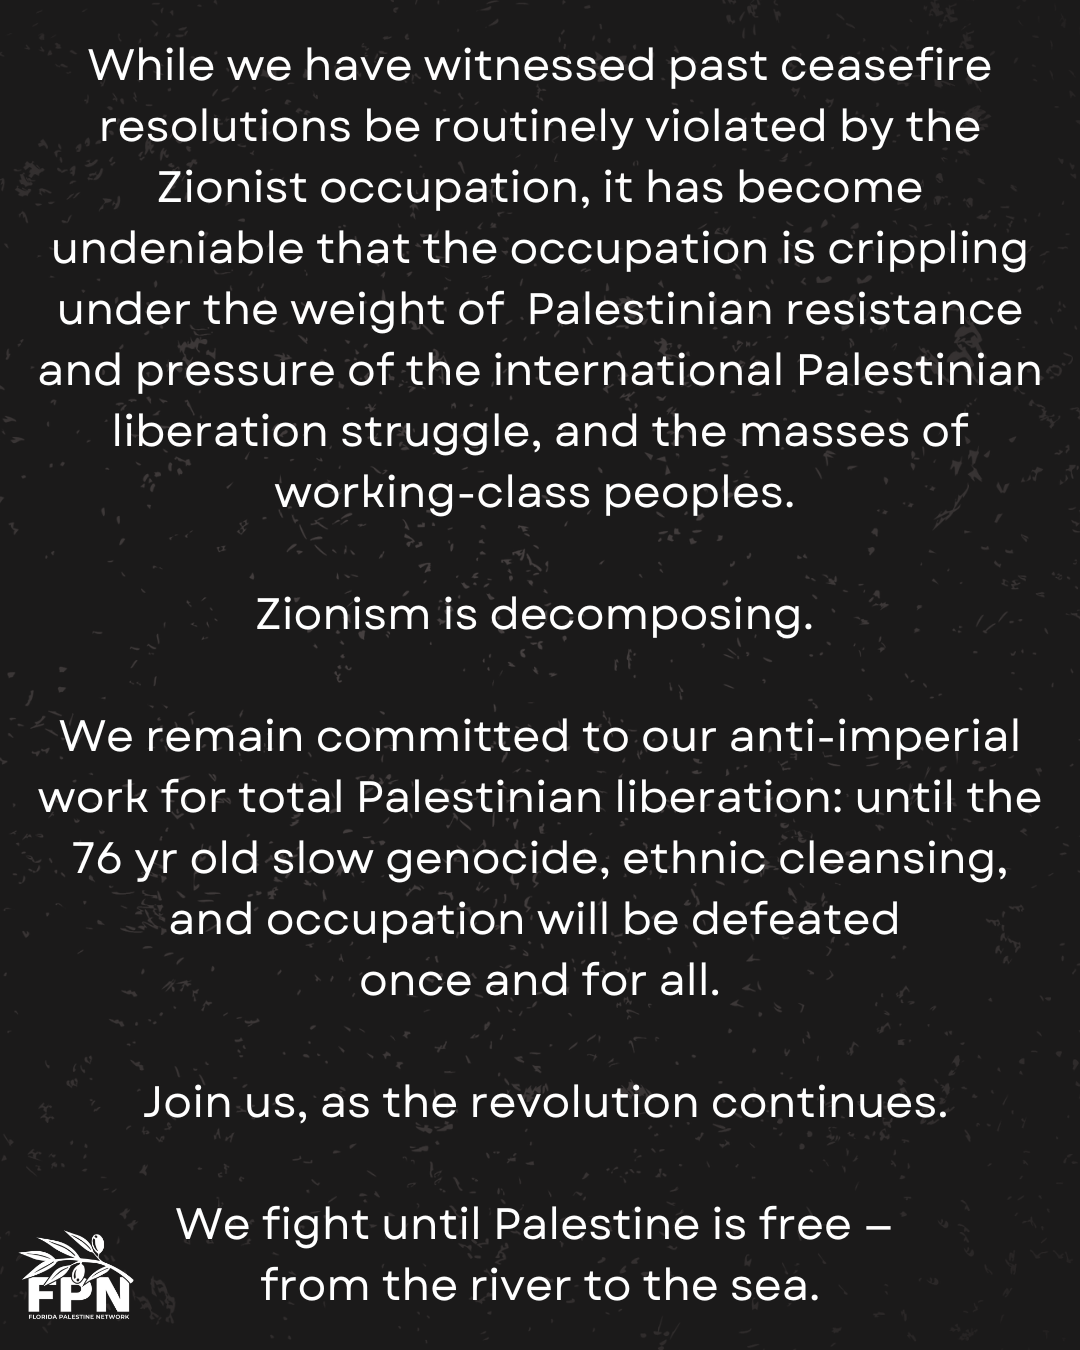 While we have witnessed past ceasefire
resolutions be routinely violated by the
Zionist occupation, it has become
undeniable that the occupation is crippling
under the weight of  Palestinian resistance
and pressure of the international Palestinian
liberation struggle, and the masses of
working-class peoples.
Zionism is decomposing.
We remain committed to our anti-imperial
work for total Palestinian liberation: until the
76 yr old slow genocide, ethnic cleansing,
and occupation will be defeated
once and for all.
Join us, as the revolution continues.
We fight until Palestine is free –
from the river to the sea.
FPN
FLORIDA PALESTINE NETWORK